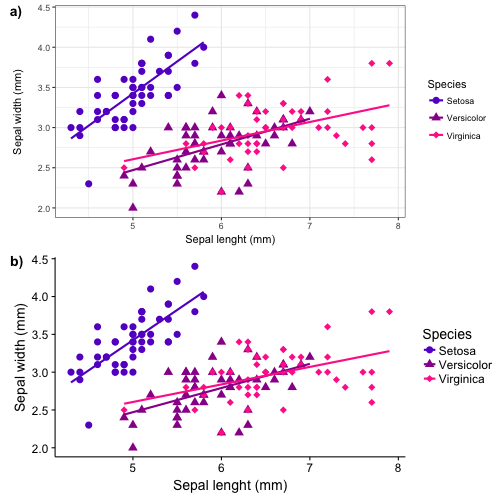 a)
4.5
4.0
3.5
3.0
2.5
2.0
Sepal width (mm)
5
6
7
8
Sepal lenght (mm)
Species
Setosa
Versicolor
Virginica
b)
4.5
4.0
3.5
3.0
2.5
2.0
Sepal width (mm)
5
6
7
8
Sepal lenght (mm)
Species
Setosa
Versicolor
Virginica